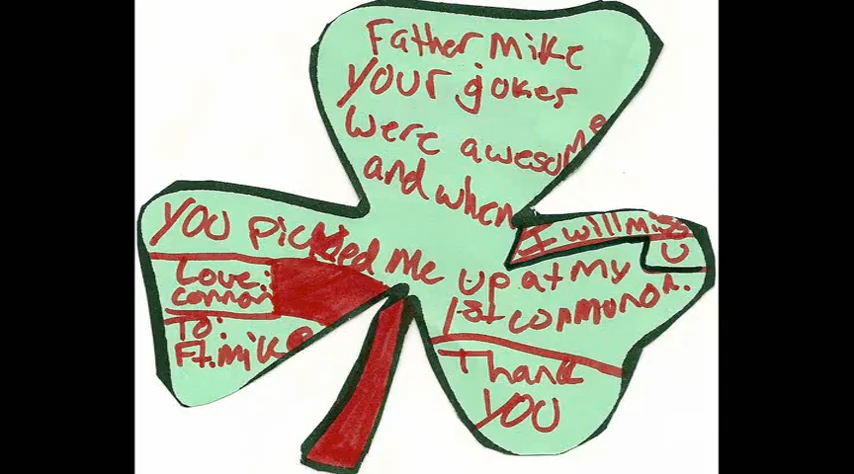 Father Mike
your jokes
were awesome
and when
you picked me up at my
1st commonon.
I will miss
U
Love:
To:
Ft. mike
Thank
you